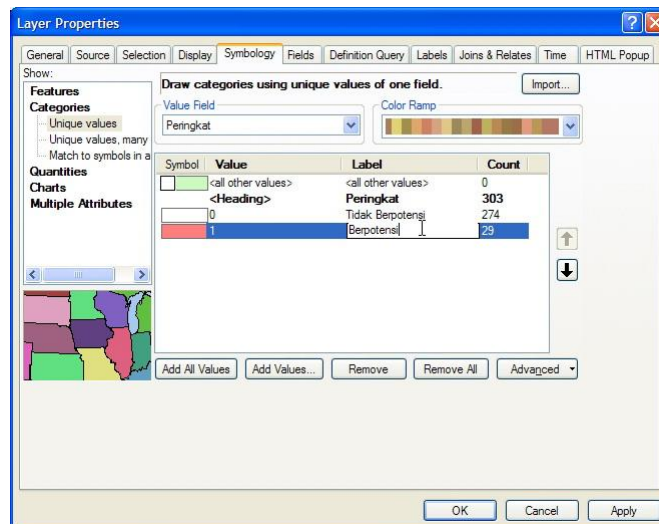 Layer Properties
General Source Selection Display Symbology Fields Definition Query Labels Joins & Relates Time HTML Popup
Show:
Features
Categories
Unique values
Unique values, many
Match to symbols in a
Quantities
Charts
Multiple Attributes
Draw categories using unique values of one field.
Import...
Value Field
Peringkat
Color Ramp
Symbol Value Label Count
<all other values> <all other values> 0
<Heading> Peringkat 303
0 Tidak Berpotensi 274
1 Berpotensi 29
Add All Values Add Values... Remove Remove All Advanced
OK Cancel Apply